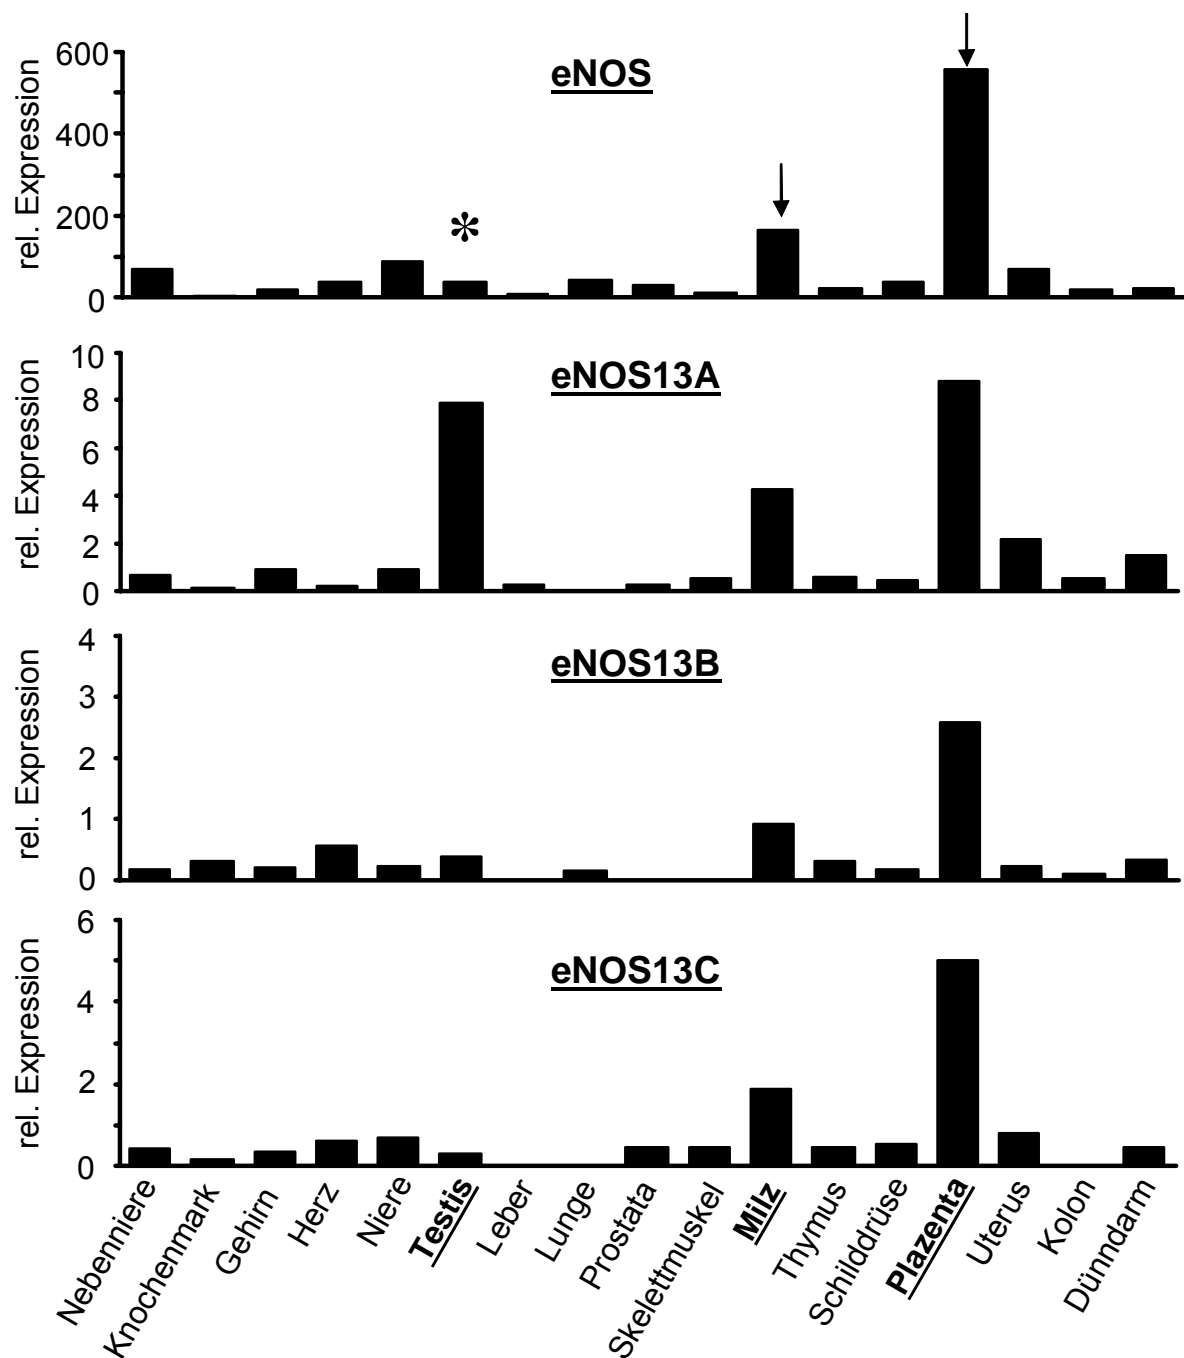 eNOS
rel. Expression
600
400
200
0
*
eNOS13A
rel. Expression
10
8
6
4
2
0
eNOS13B
rel. Expression
4
3
2
1
0
eNOS13C
rel. Expression
6
4
2
0
Nebenniere
Knochenmark
Gehirn
Herz
Niere
Testis
Leber
Lunge
Prostata
Skelettmuskel
Milz
Thymus
Schilddrüse
Plazenta
Uterus
Kolon
Dünndarm